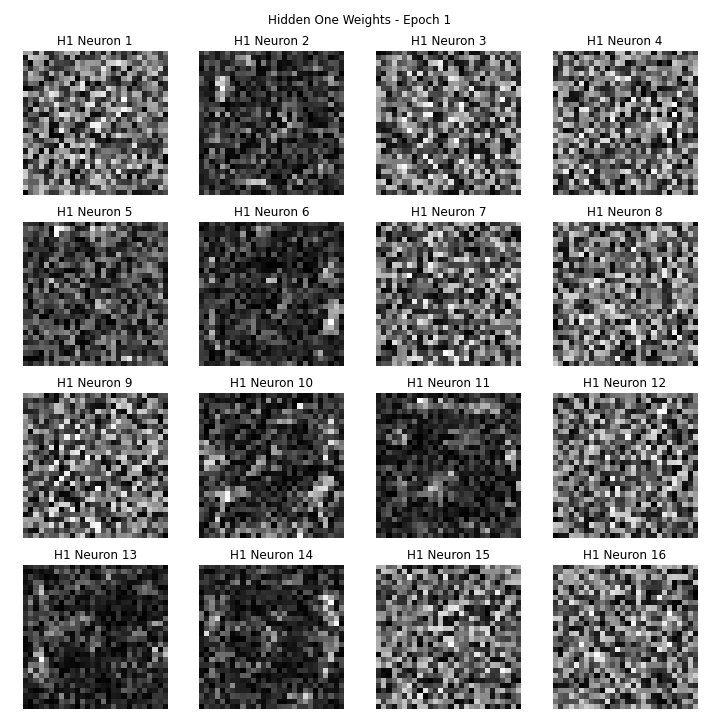 Hidden One Weights - Epoch 1
H1 Neuron 1
H1 Neuron 2
H1 Neuron 3
H1 Neuron 4
H1 Neuron 5
H1 Neuron 6
H1 Neuron 7
H1 Neuron 8
H1 Neuron 9
H1 Neuron 10
H1 Neuron 11
H1 Neuron 12
H1 Neuron 13
H1 Neuron 14
H1 Neuron 15
H1 Neuron 16